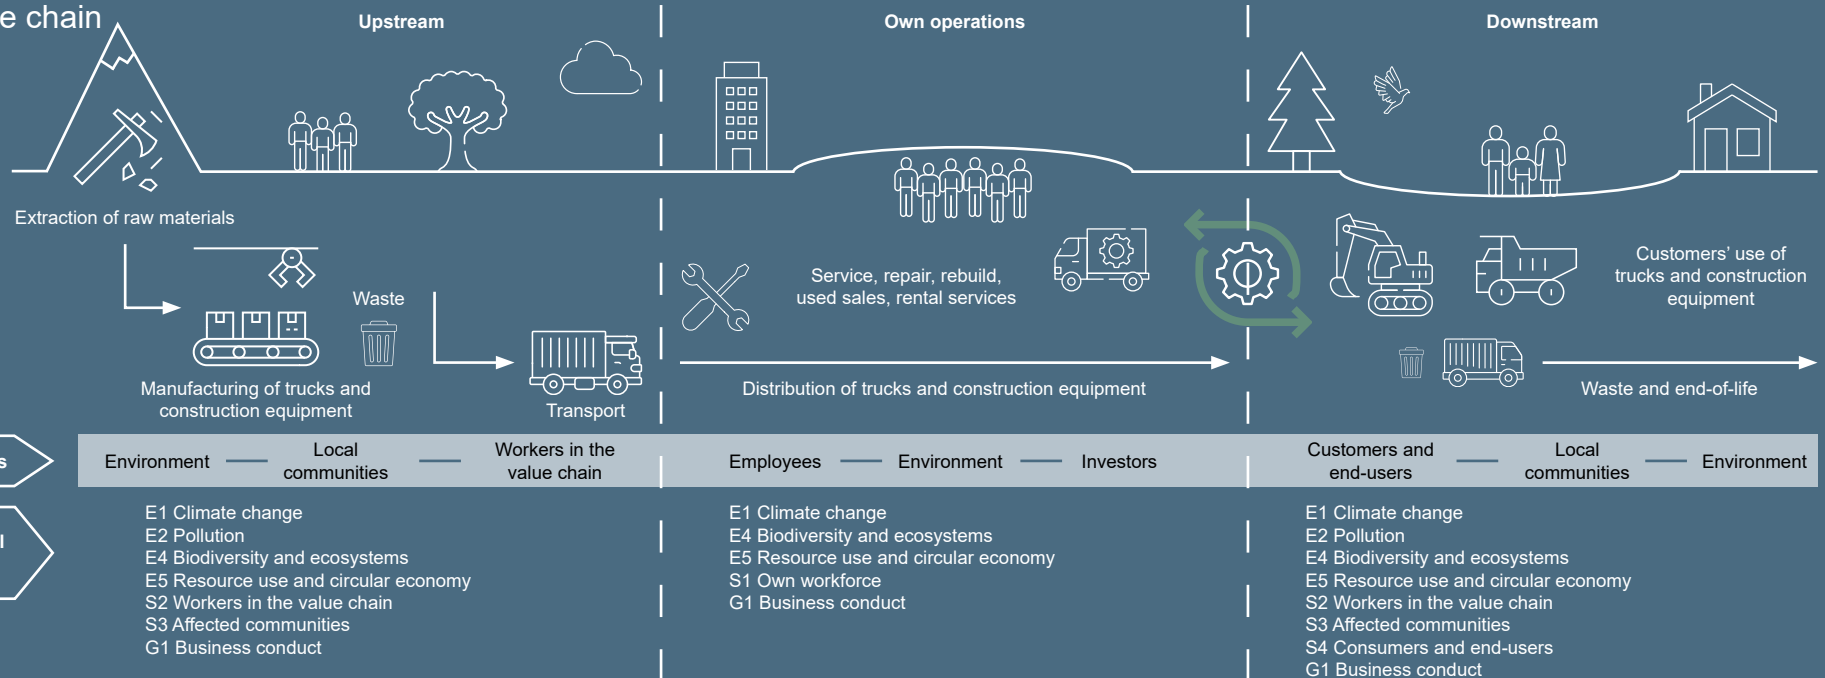 e chain
Upstream
Own operations
Downstream
Extraction of raw materials
Waste
Manufacturing of trucks and
construction equipment
Transport
Service, repair, rebuild,
used sales, rental services
Distribution of trucks and construction equipment
Customers’ use of
trucks and construction
equipment
Waste and end-of-life
s
Environment
Local
communities
Workers in the
value chain
Employees
Environment
Investors
Customers and
end-users
Local
communities
Environment
l
E1 Climate change
E2 Pollution
E4 Biodiversity and ecosystems
E5 Resource use and circular economy
S2 Workers in the value chain
S3 Affected communities
G1 Business conduct
E1 Climate change
E4 Biodiversity and ecosystems
E5 Resource use and circular economy
S1 Own workforce
G1 Business conduct
E1 Climate change
E2 Pollution
E4 Biodiversity and ecosystems
E5 Resource use and circular economy
S2 Workers in the value chain
S3 Affected communities
S4 Consumers and end-users
G1 Business conduct